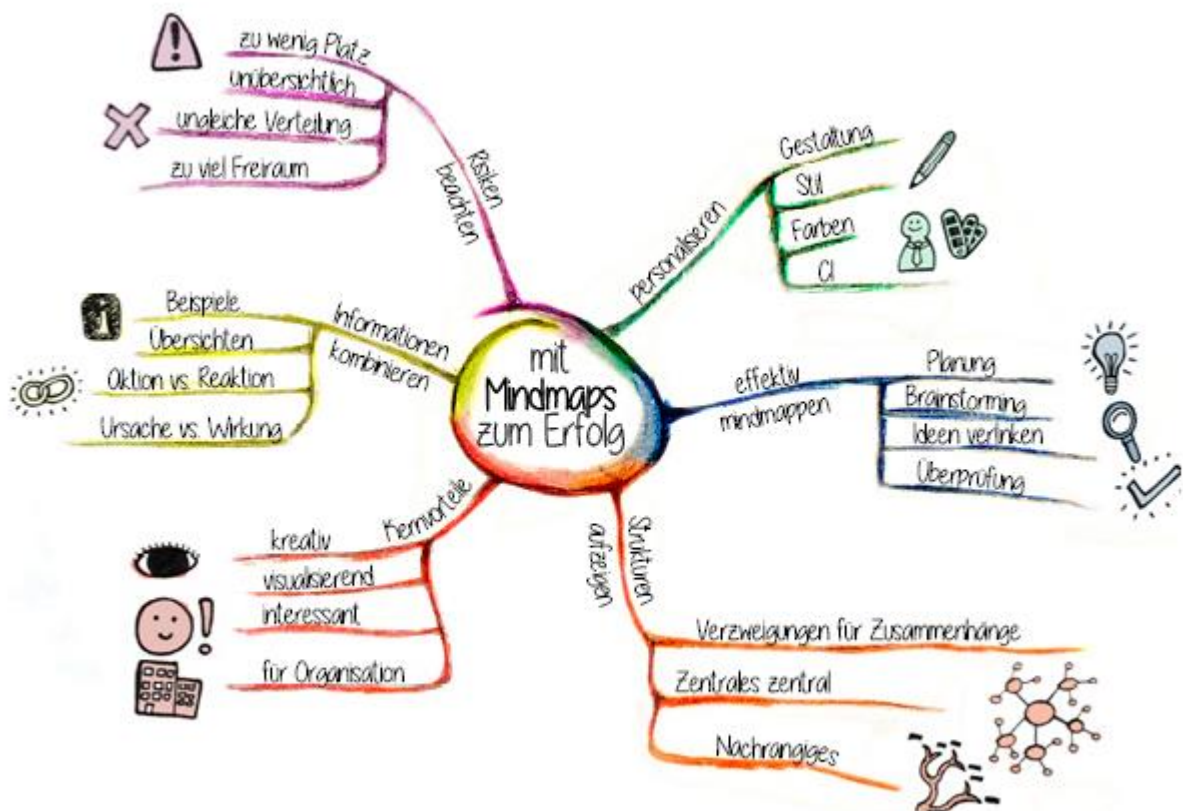 zu wenig Platz
unübersichtlich
ungleiche Verteilung
zu viel Freiraum
Risiken
beachten
Gestaltung
Stil
Farben
CI
personalisieren
Beispiele
Übersichten
Aktion vs. Reaktion
Ursache vs. Wirkung
Informationen
kombinieren
mit
Mindmaps
zum Erfolg
effektiv
mindmappen
Planung
Brainstorming
Ideen verlinken
Überprüfung
Kernvorteile
kreativ
visualisierend
interessant
für Organisation
Strukturen
aufzeigen
Verzweigungen für Zusammenhänge
Zentrales zentral
Nachrangiges